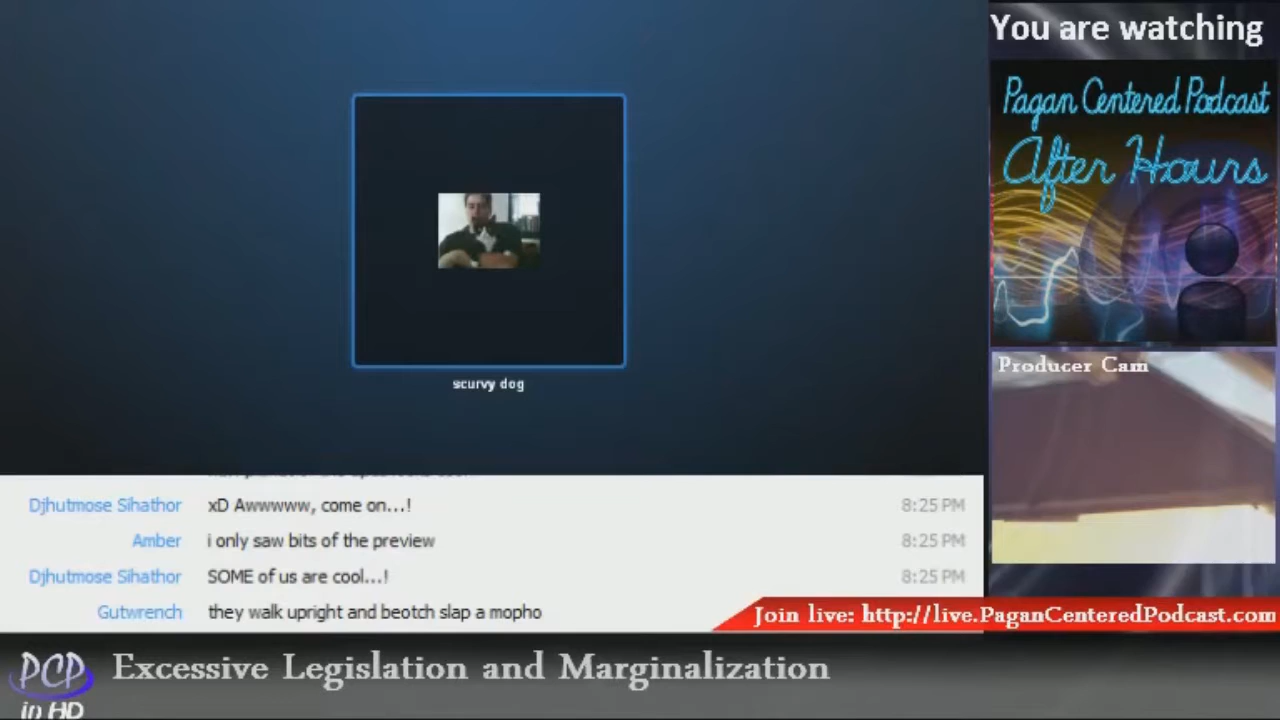 You are watching
Pagan Centered Podcast
After Hours
Producer Cam
scurvy dog
Djhutmose Sihathor xD Awwwww, come on...! 8:25 PM
Amber i only saw bits of the preview 8:25 PM
Djhutmose Sihathor SOME of us are cool...! 8:25 PM
Gutwrench they walk upright and beotch slap a mopho
Join live: http://live.PaganCenteredPodcast.com
PCP
in HD
Excessive Legislation and Marginalization